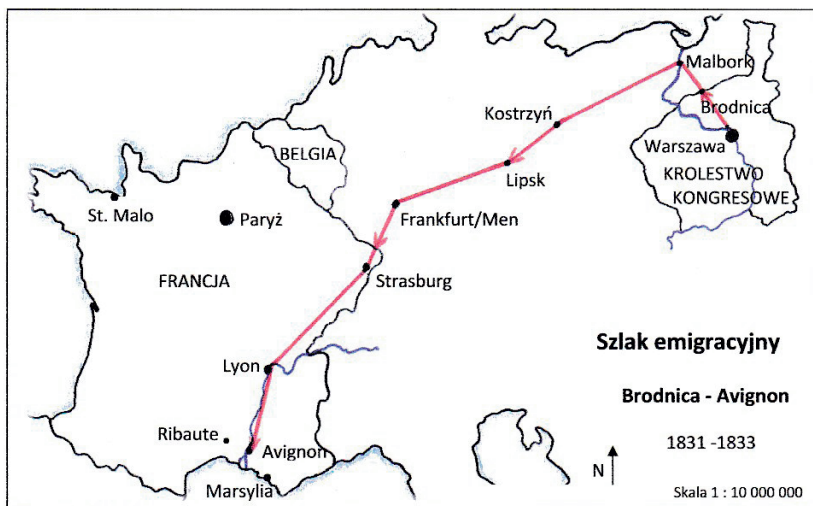 Malbork
Brodnica
Kostrzyń
Warszawa
BELGIA
KROLESTWO
KONGRESOWE
Lipsk
St. Malo
Paryż
Frankfurt/Men
FRANCJA
Strasburg
Szlak emigracyjny
Lyon
Brodnica - Avignon
Ribaute
Avignon
1831 -1833
Marsylia
N
Skala 1 : 10 000 000